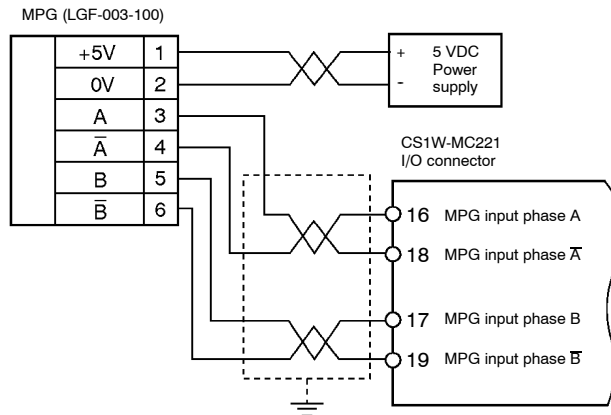 MPG (LGF-003-100)
+5V 1
0V 2
A 3
A̅ 4
B 5
B̅ 6
+ 5 VDC
Power
- supply
CS1W-MC221
I/O connector
16 MPG input phase A
18 MPG input phase A̅
17 MPG input phase B
19 MPG input phase B̅